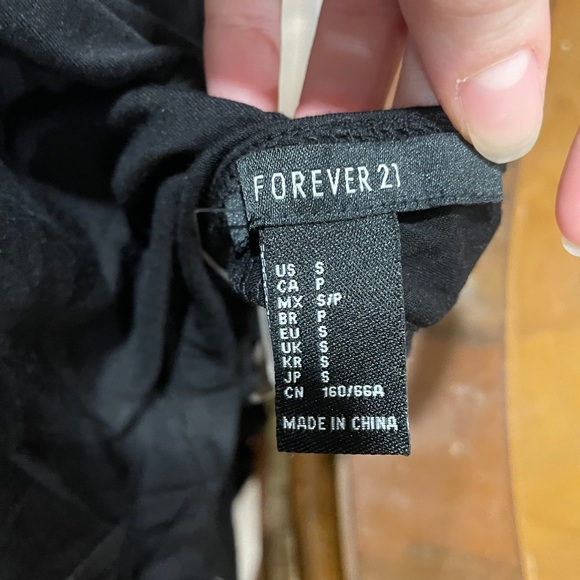 FOREVER 21
US S
CA P
MX S/P
BR P
EU S
UK S
KR S
JP S
CN 160/66A
MADE IN CHINA